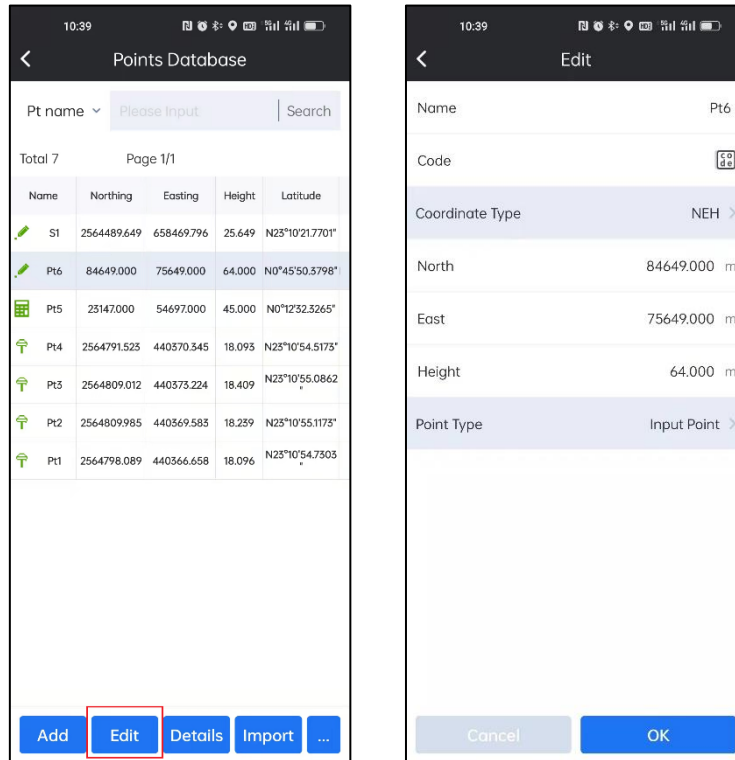 10:39
Points Database
Pt name Please Input Search
Total 7 Page 1/1
Name Northing Easting Height Latitude
S1 2564489.649 658469.796 25.649 N23°10'21.7701"
Pt6 84649.000 75649.000 64.000 N0°45'50.3798"
Pt5 23147.000 54697.000 45.000 N0°12'32.3265"
Pt4 2564791.523 440370.345 18.093 N23°10'54.5173"
Pt3 2564809.012 440373.224 18.409 N23°10'55.0862"
Pt2 2564809.985 440369.583 18.239 N23°10'55.1173"
Pt1 2564798.089 440366.658 18.096 N23°10'54.7303"
Add Edit Details Import ...
10:39
Edit
Name Pt6
Code code
Coordinate Type NEH
North 84649.000 m
East 75649.000 m
Height 64.000 m
Point Type Input Point
Cancel OK